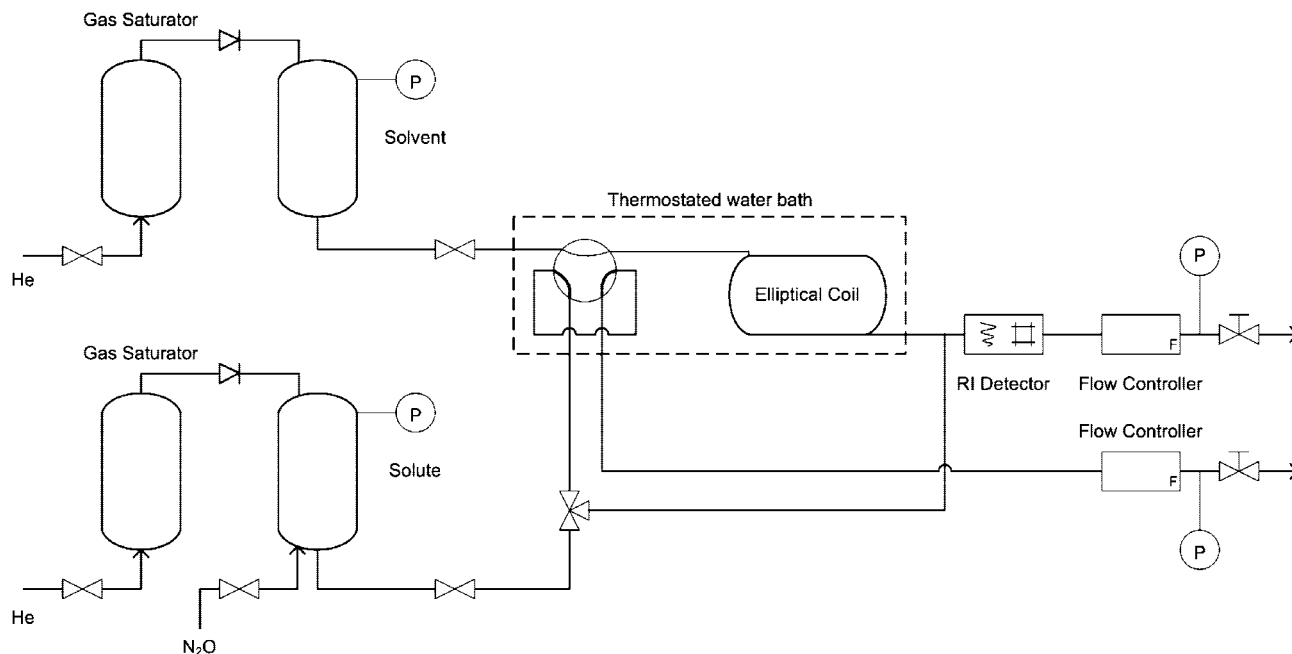 Gas Saturator
P
Solvent
He
Thermostated water bath
Elliptical Coil
P
F
RI Detector
Flow Controller
Gas Saturator
P
Solute
Flow Controller
F
P
He
N₂O